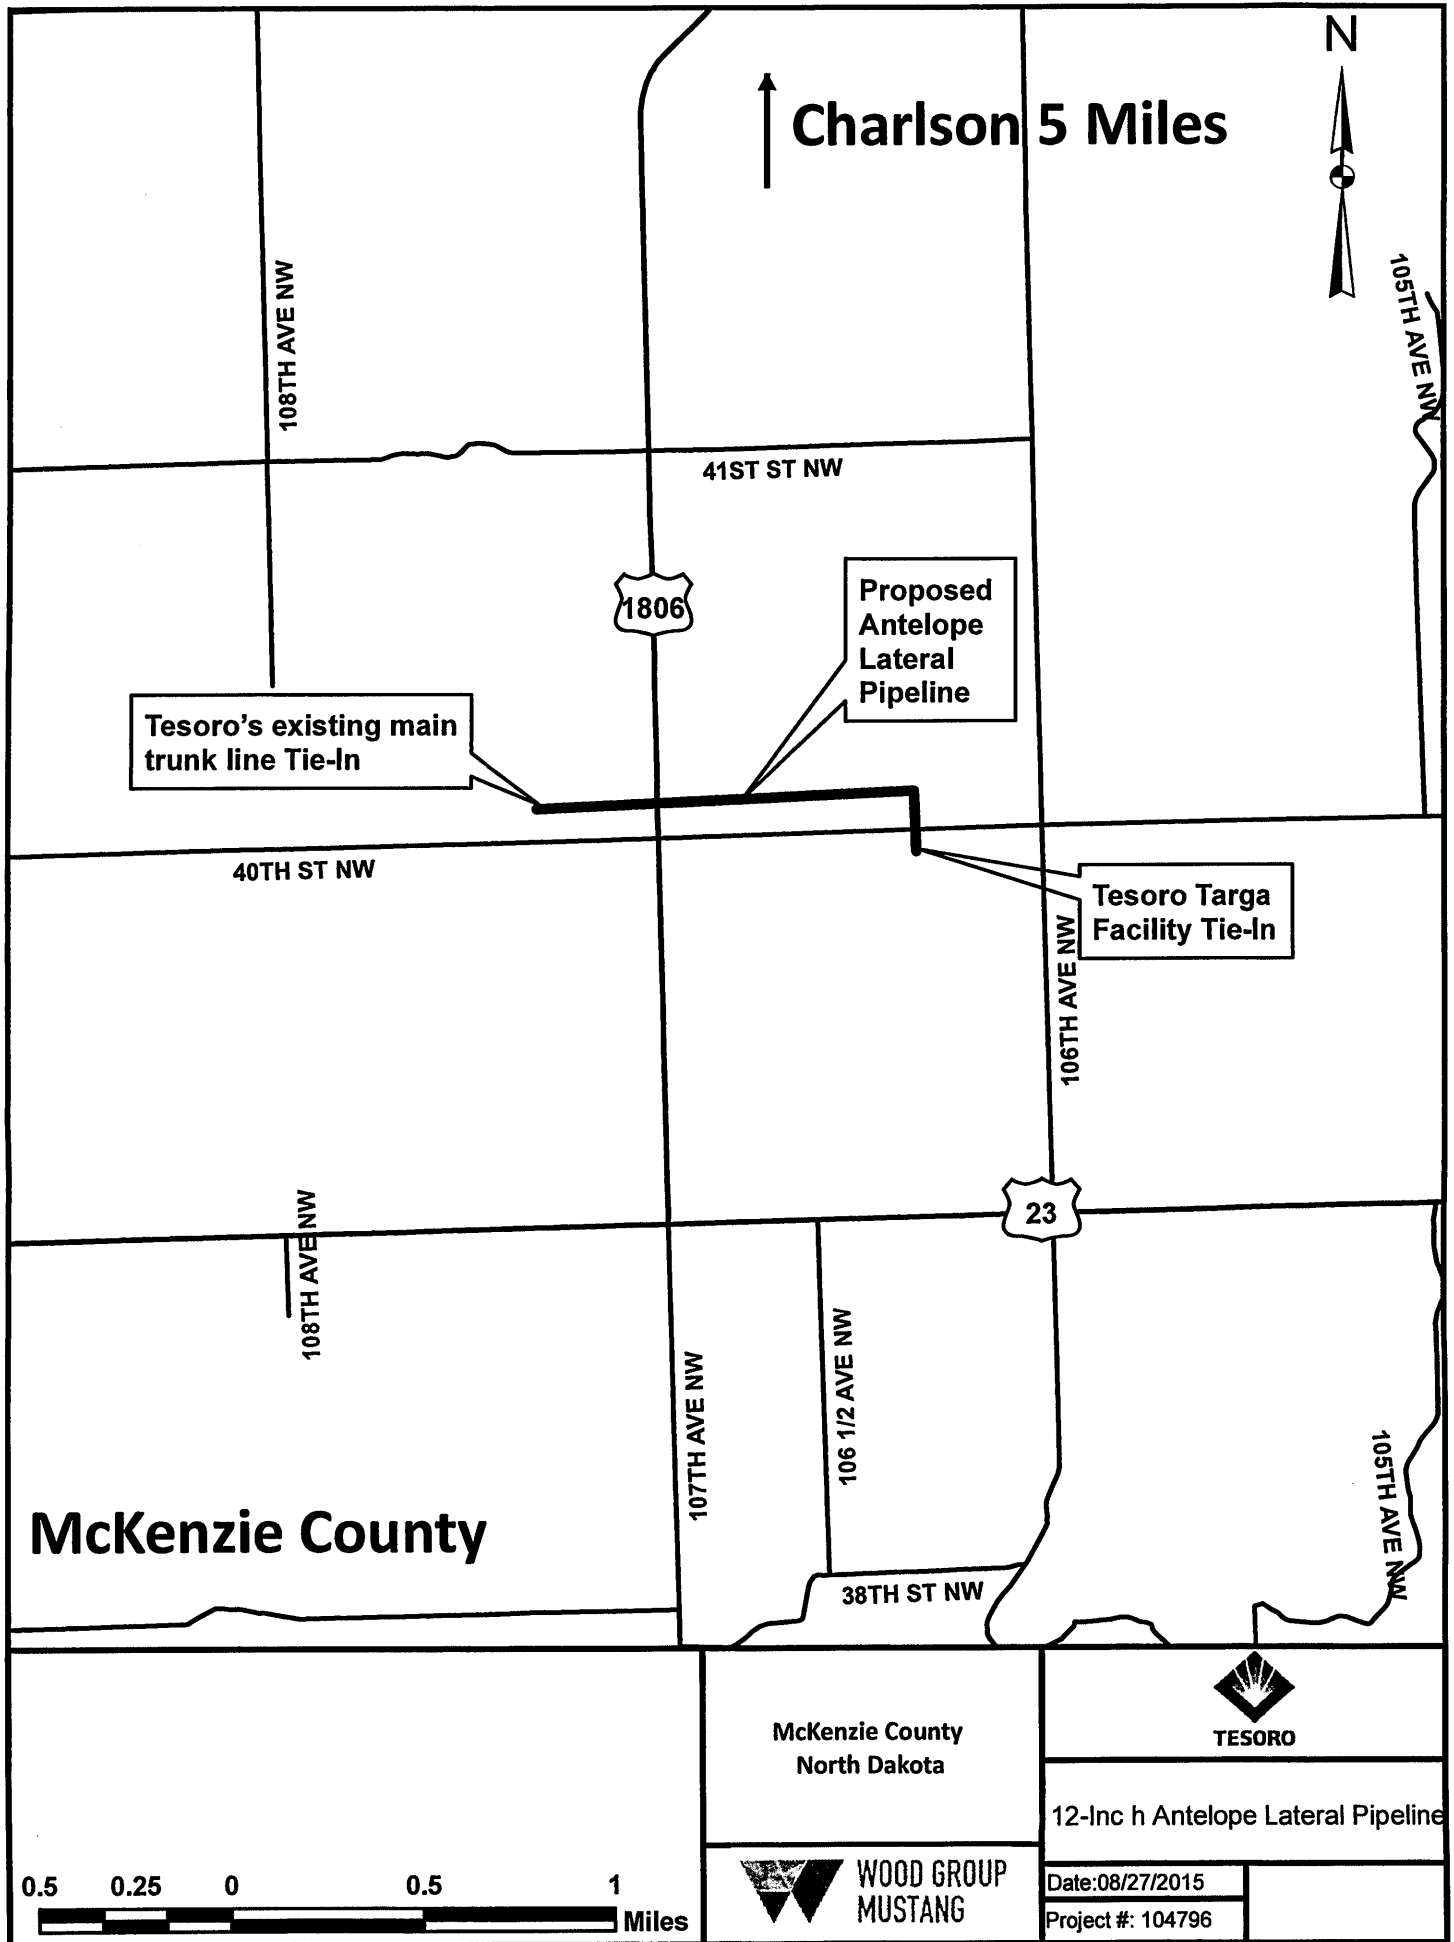 N
Charlson 5 Miles
108TH AVE NW
105TH AVE NW
41ST ST NW
1806
Proposed
Antelope
Lateral
Pipeline
Tesoro's existing main
trunk line Tie-In
40TH ST NW
Tesoro Targa
Facility Tie-In
106TH AVE NW
23
108TH AVE NW
106 1/2 AVE NW
107TH AVE NW
105TH AVE NW
McKenzie County
38TH ST NW
McKenzie County
North Dakota
TESORO
12-Inc h Antelope Lateral Pipeline
WOOD GROUP
MUSTANG
Date:08/27/2015
Project #: 104796
0.5 0.25 0 0.5 1
Miles